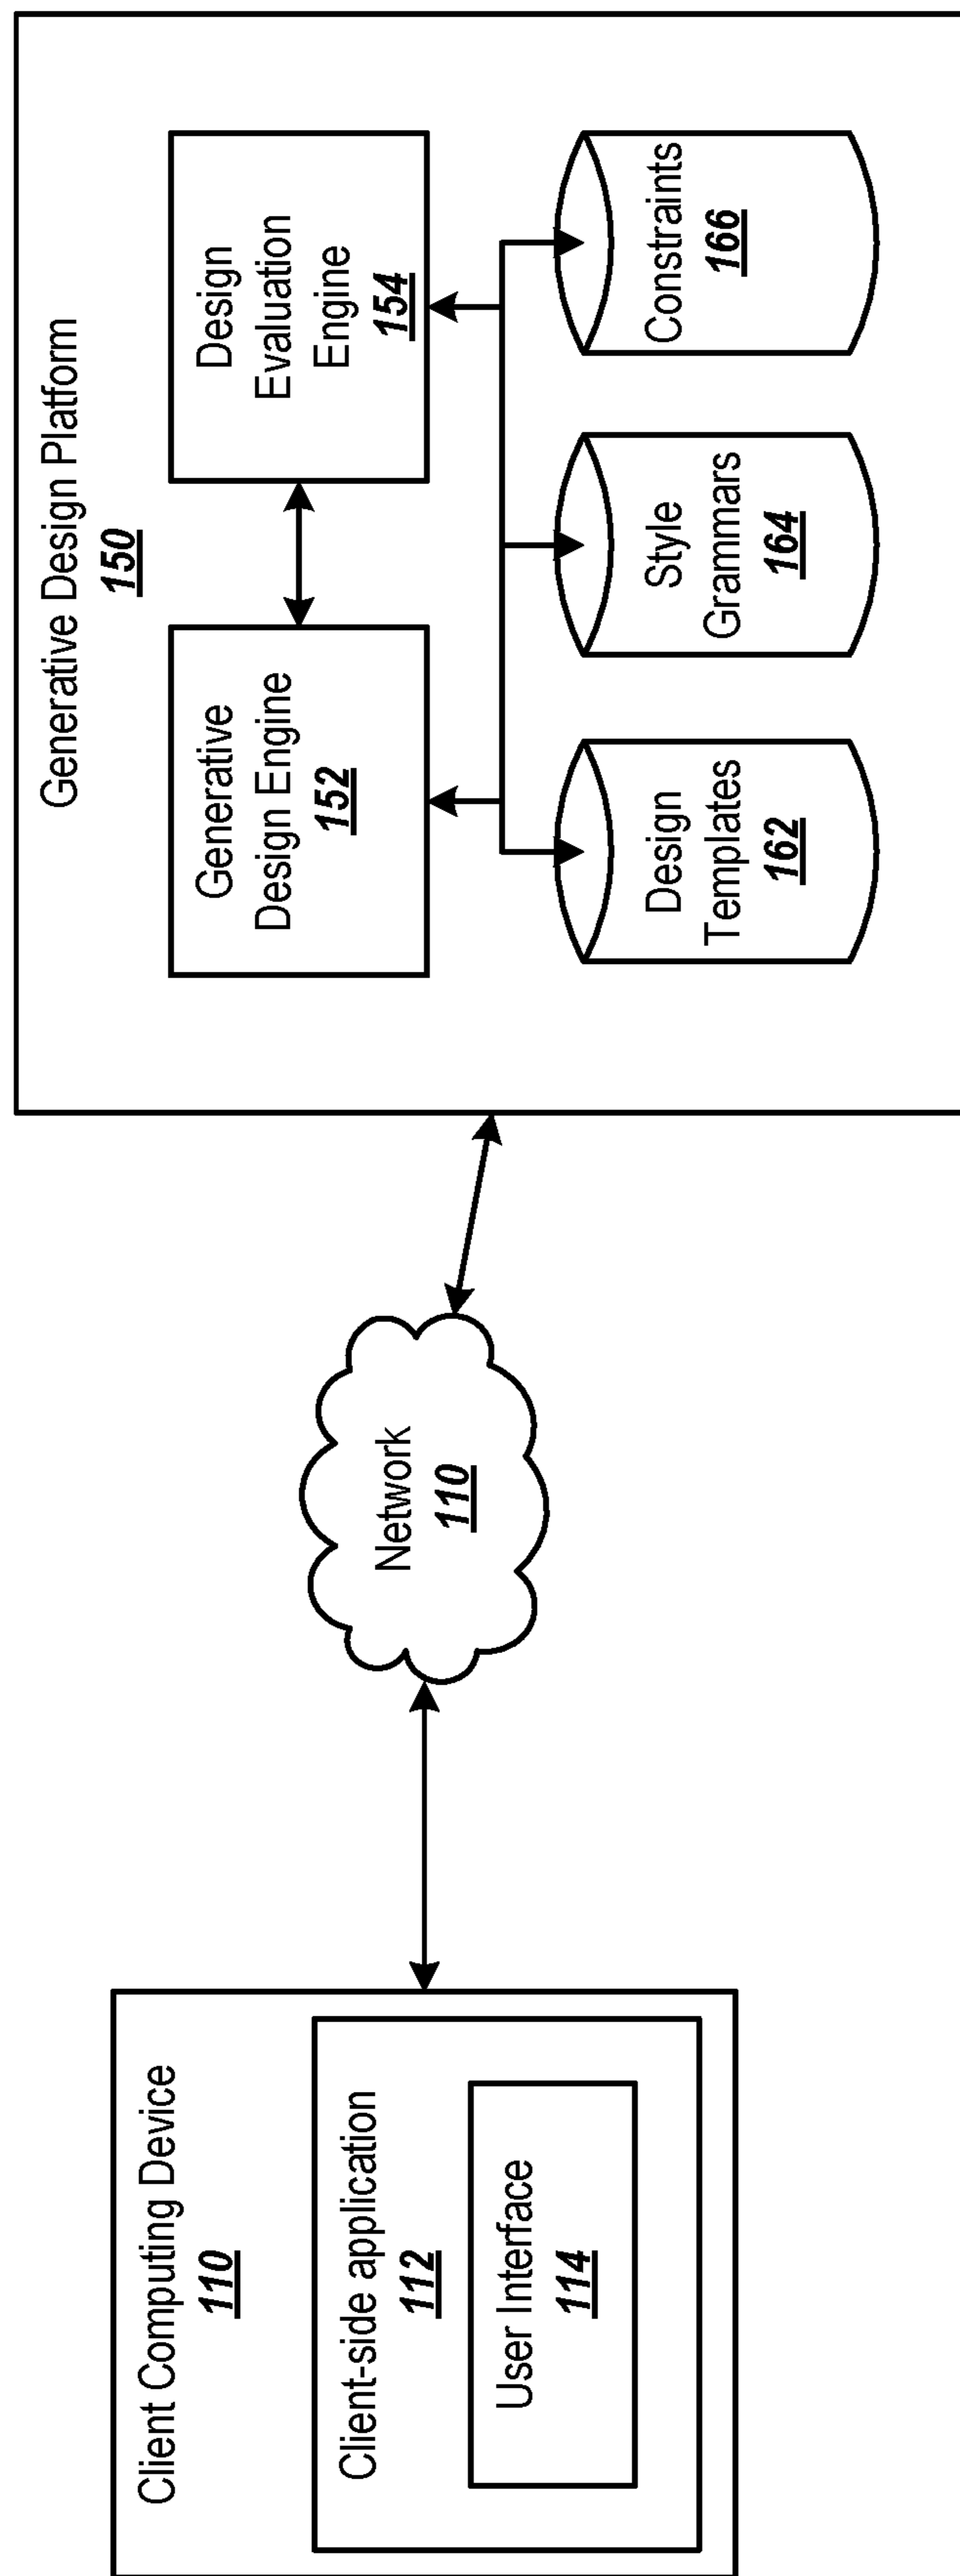 Client Computing Device
110
Client-side application
112
User Interface
114
Network
110
Generative Design Platform
150
Generative
Design Engine
152
Design
Evaluation
Engine
154
Design
Templates
162
Style
Grammars
164
Constraints
166